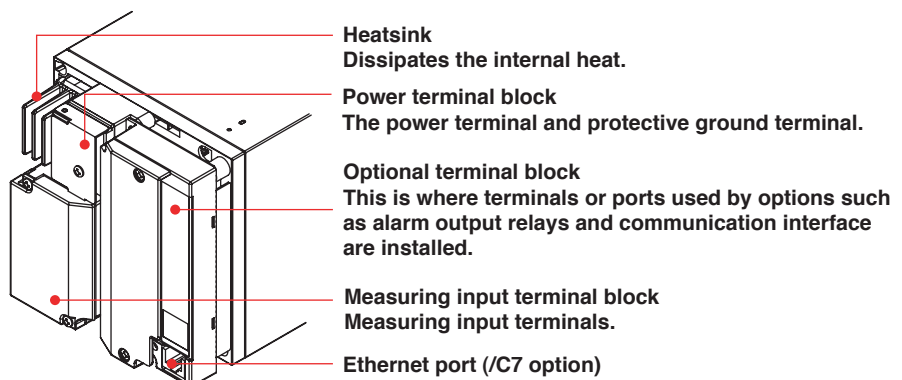 Heatsink
Dissipates the internal heat.
Power terminal block
The power terminal and protective ground terminal.
Optional terminal block
This is where terminals or ports used by options such
as alarm output relays and communication interface
are installed.
Measuring input terminal block
Measuring input terminals.
Ethernet port (/C7 option)